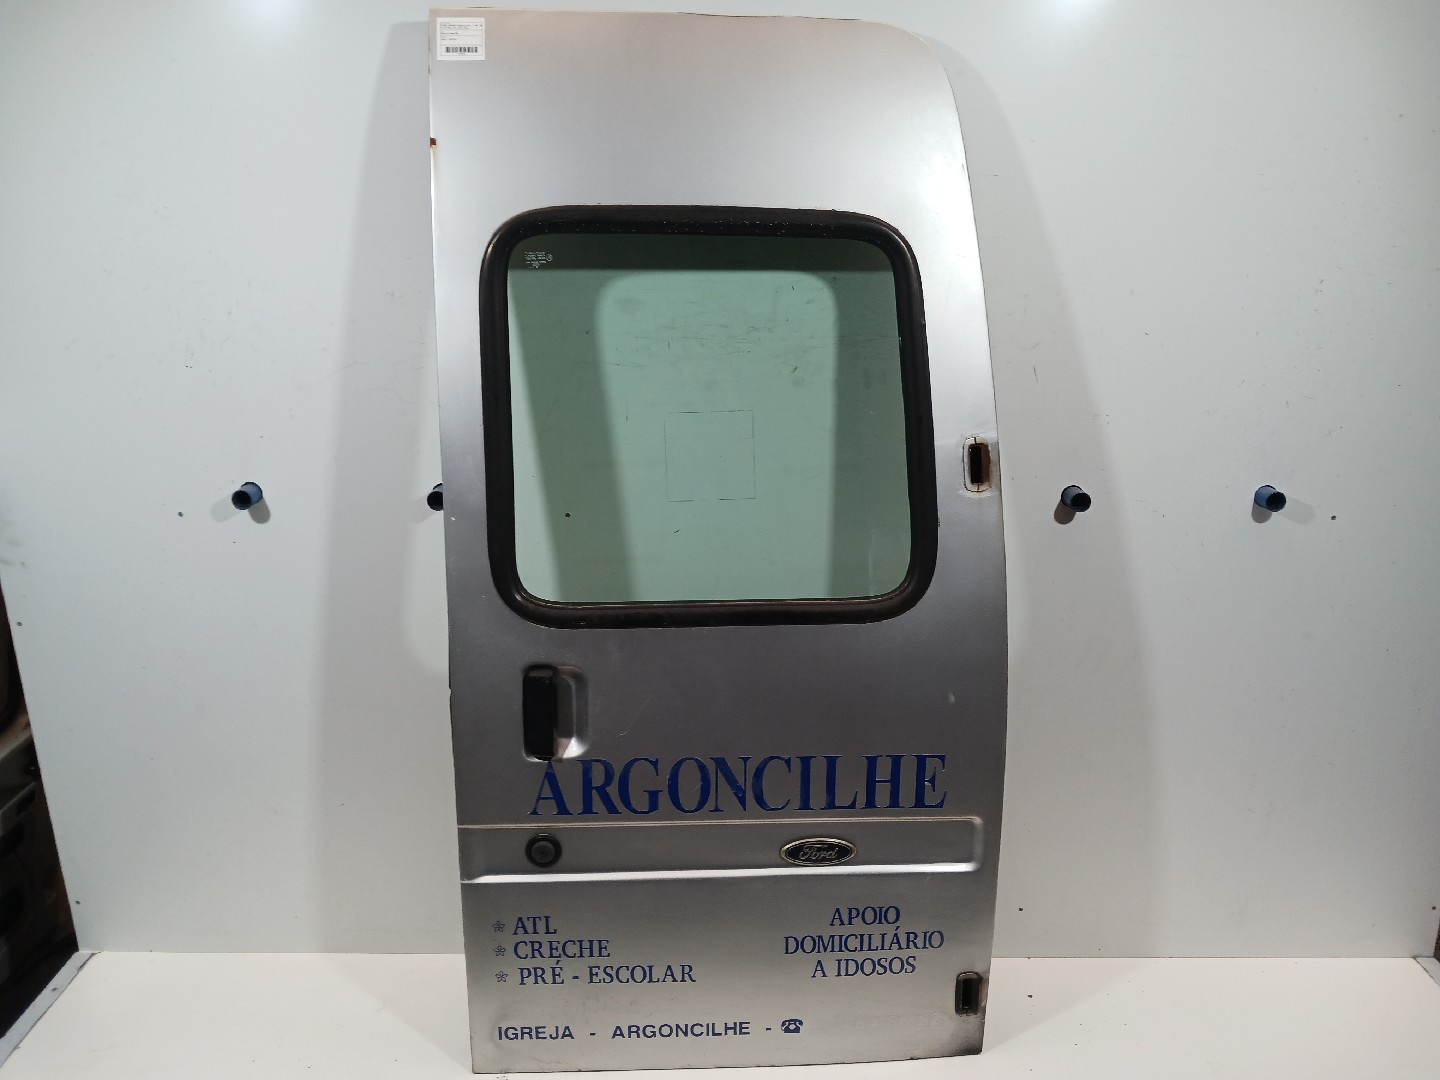 ARGONCILHE
Ford
ATL
CRECHE
PRÉ - ESCOLAR
APOIO
DOMICILIÁRIO
A IDOSOS
IGREJA - ARGONCILHE - ☎